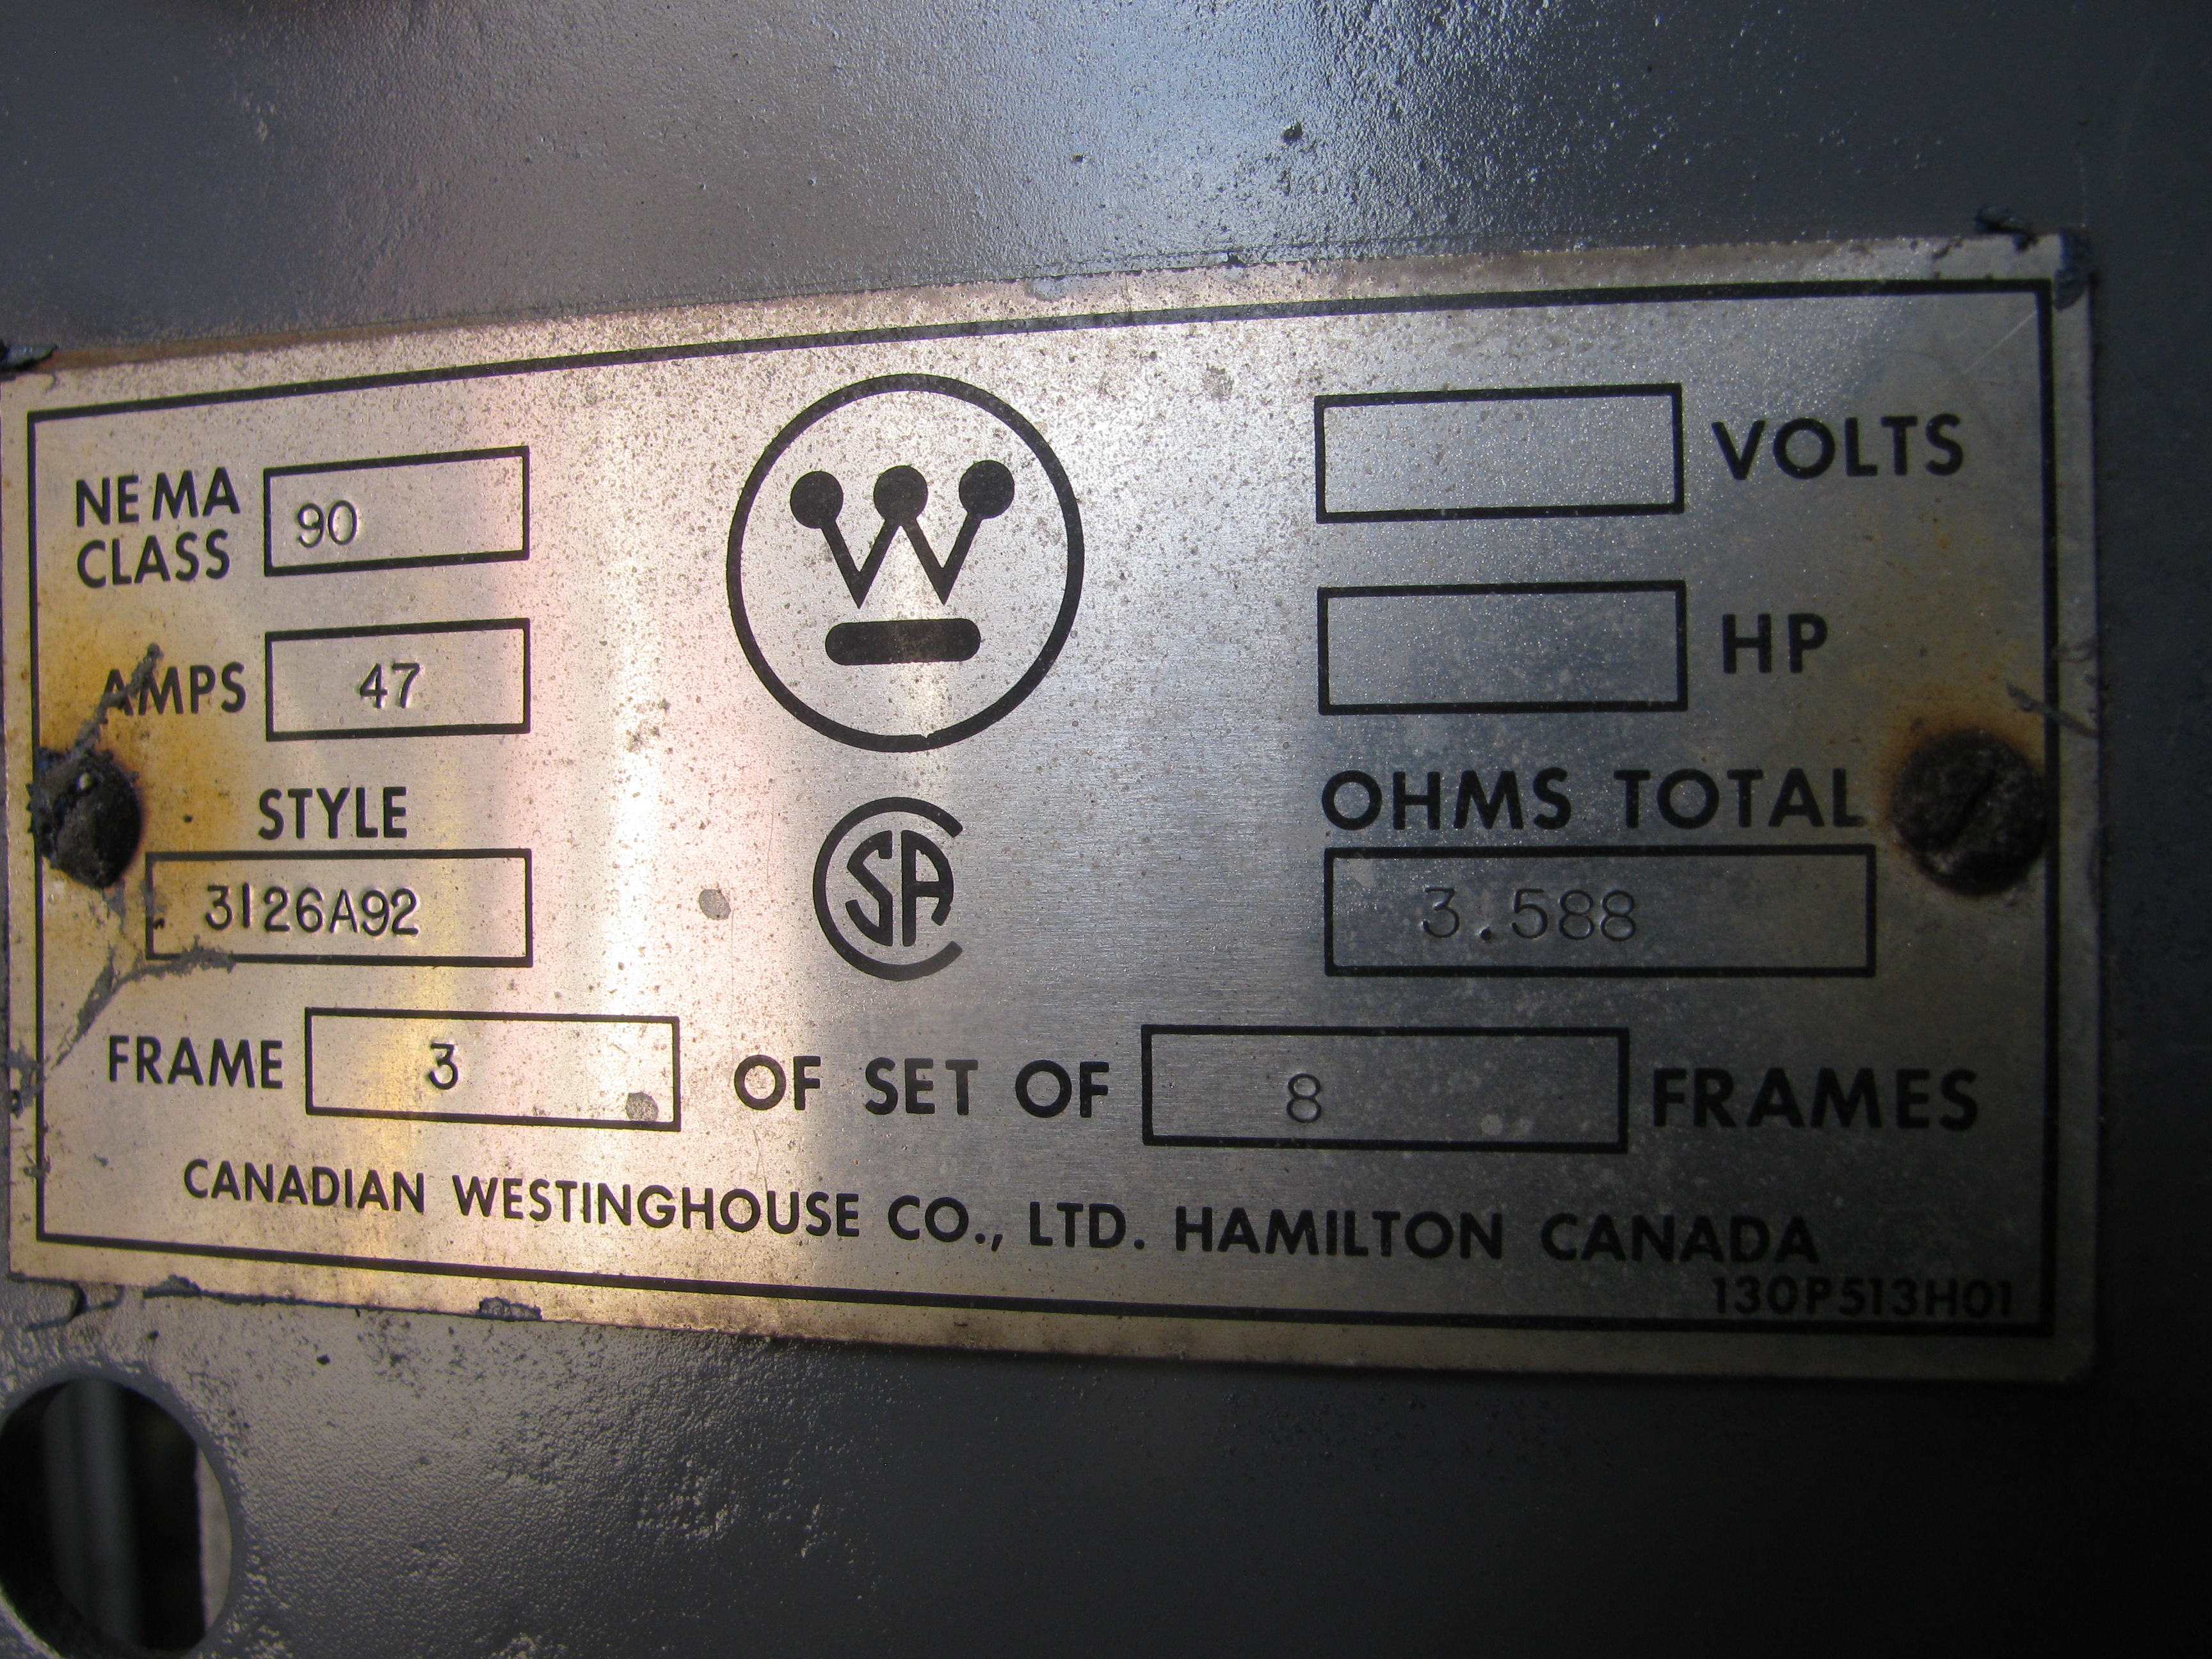 NEMA CLASS 90
AMPS 47
STYLE
3126A92
W
SA
VOLTS
HP
OHMS TOTAL
3.588
FRAME 3 OF SET OF 8 FRAMES
CANADIAN WESTINGHOUSE CO., LTD. HAMILTON CANADA
130P513H01